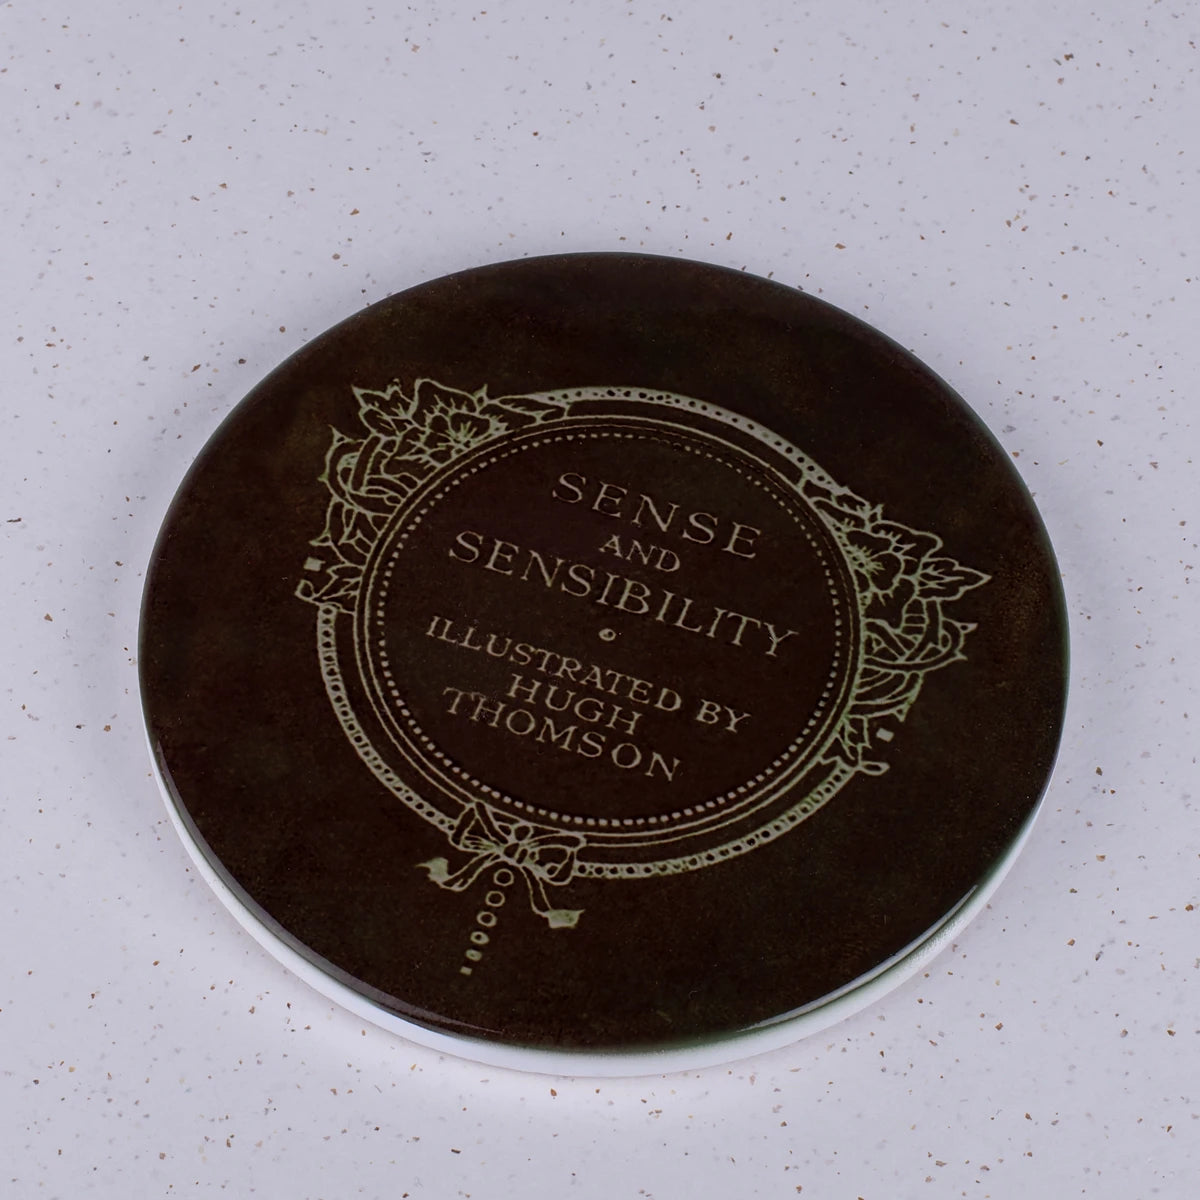 SENSE
AND
SENSIBILITY
ILLUSTRATED BY
HUGH
THOMSON